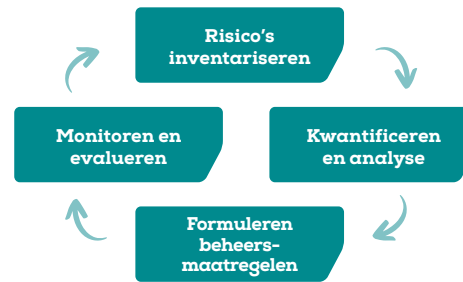 Risico's
inventariseren
Kwantificeren
en analyse
Formuleren
beheers-
maatregelen
Monitoren en
evalueren